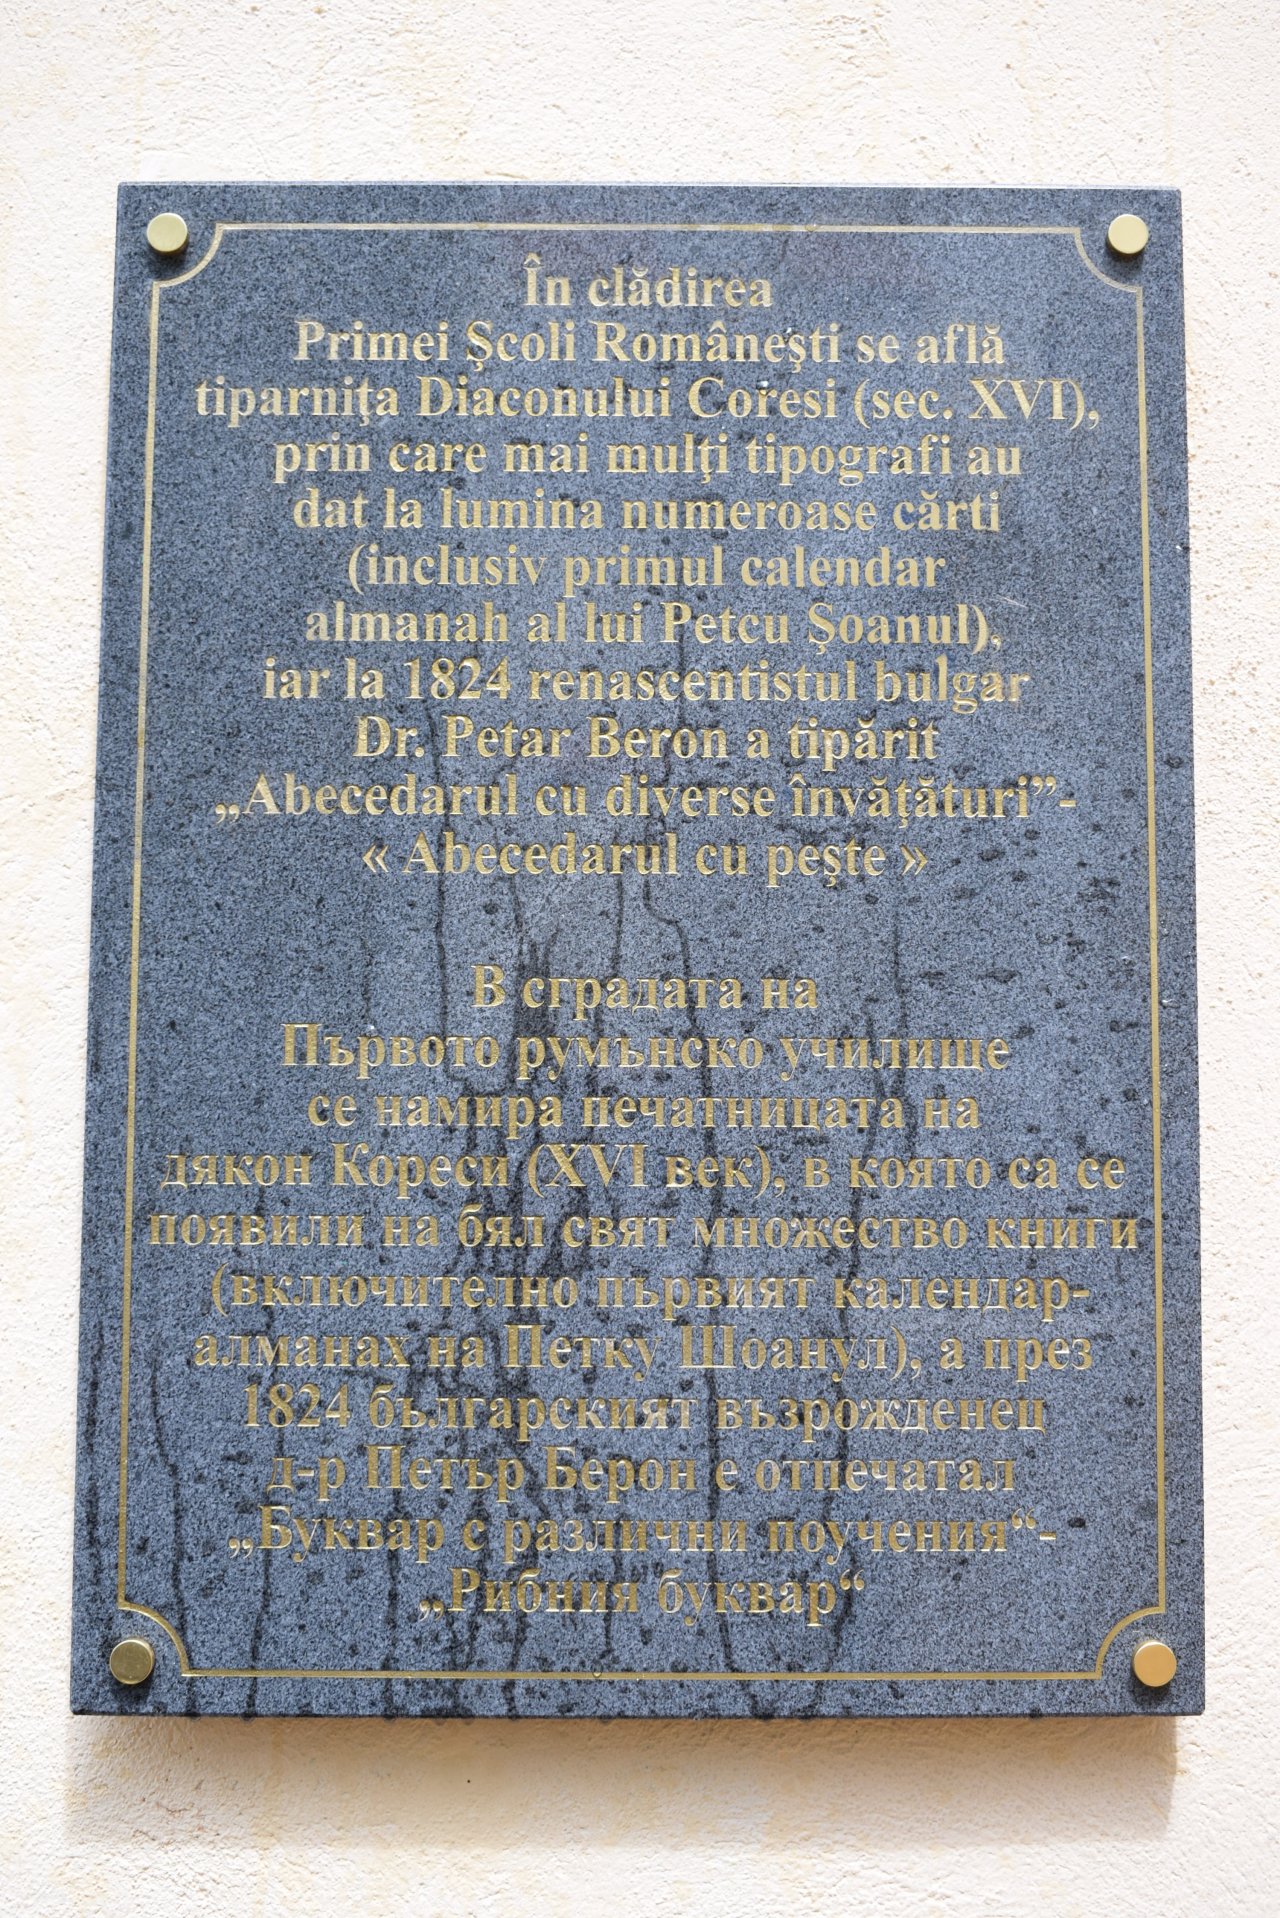 În clădirea
Primei Şcoli Româneşti se află
tiparniţa Diaconului Coresi (sec. XVI),
prin care mai mulţi tipografi au
dat la lumina numeroase cărti
(inclusiv primul calendar
almanah al lui Petcu Şoanul),
iar la 1824 renascentistul bulgar
Dr. Petar Beron a tipărit
„Abecedarul cu diverse învăţături”-
« Abecedarul cu peşte »
В сградата на
Първото румънско училище
се намира печатницата на
дякон Кореси (XVI век), в която са се
появили на бял свят множество книги
(включително първият календар-
алманах на Петку Шоанул), а през
1824 българският възрожденец
д-р Петър Берон е отпечатал
„Буквар с различни поучения“-
„Рибния буквар“